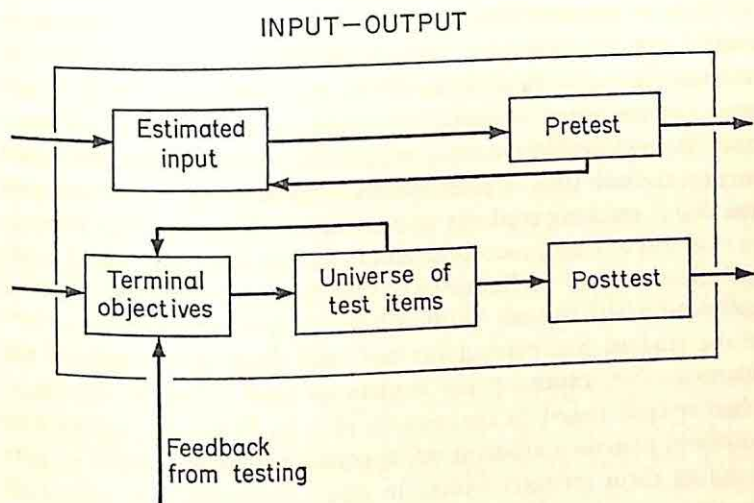 INPUT-OUTPUT
Estimated
input
Pretest
Terminal
objectives
Universe of
test items
Posttest
Feedback
from testing